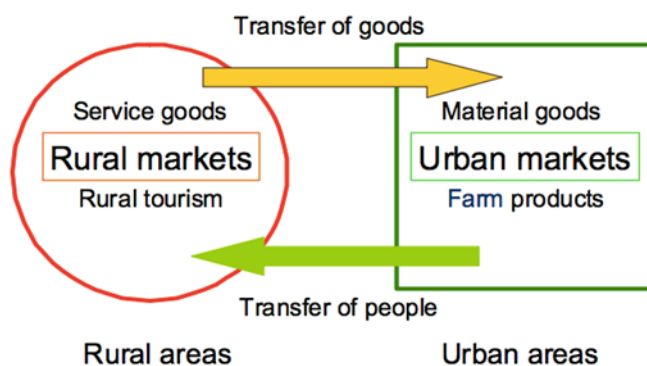 Transfer of goods
Service goods
Rural markets
Rural tourism
Material goods
Urban markets
Farm products
Transfer of people
Rural areas
Urban areas